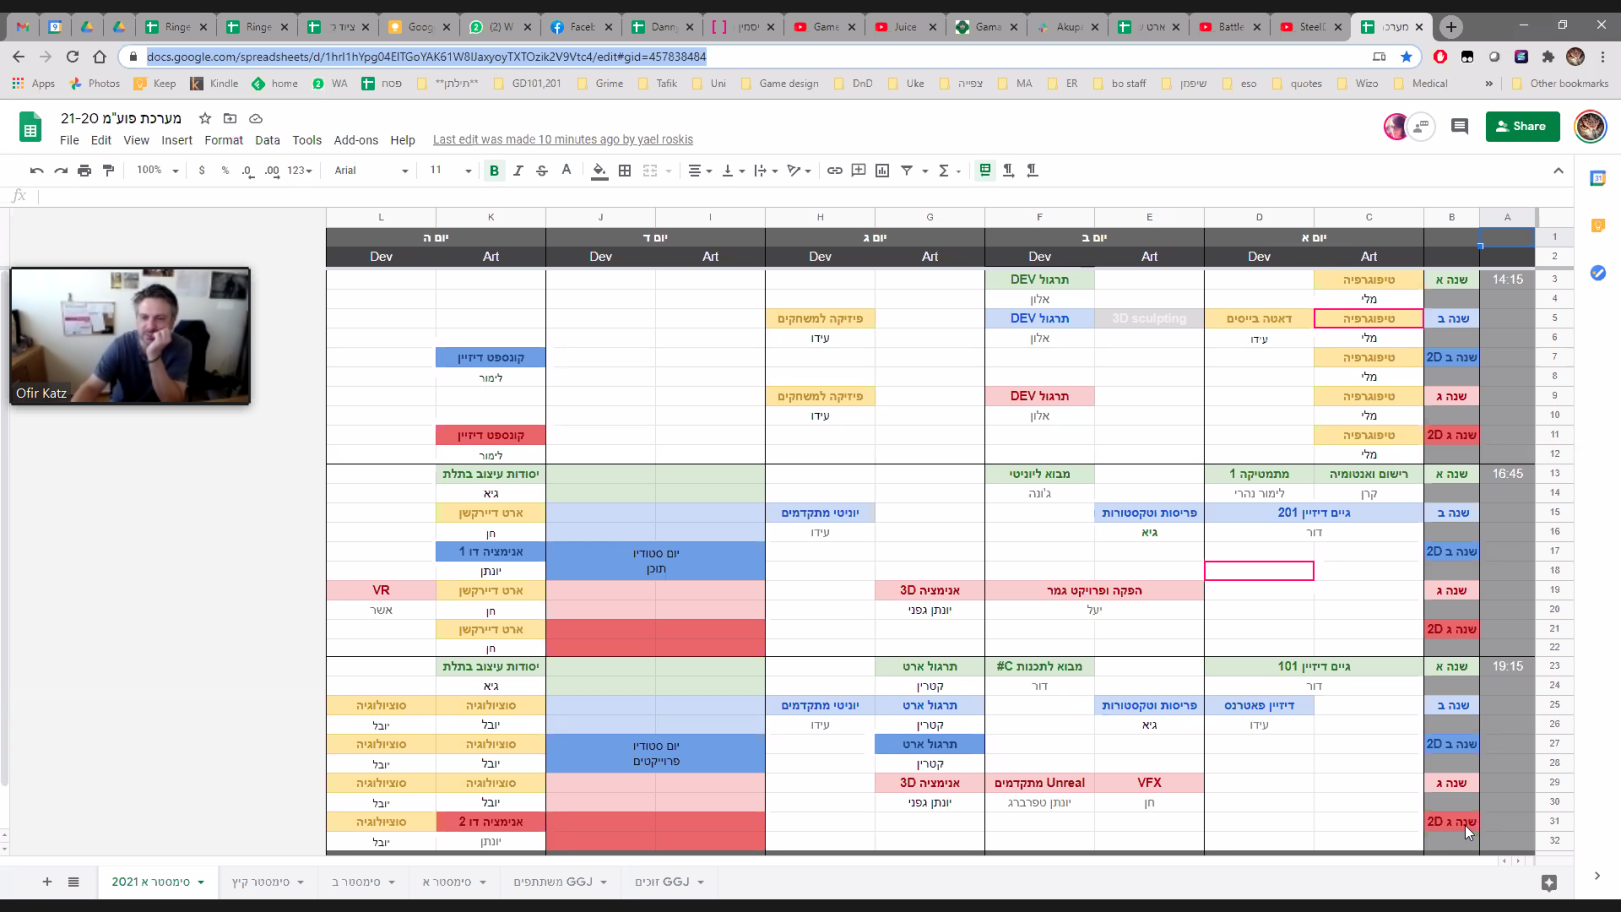 Ringe
Ringe
ציוד ל
Goog
(2) W
Faceb
Dann
יסמין
Game
Juice
Gama
Akupa
ארט ע
Battle
Steel
מערכו
docs.google.com/spreadsheets/d/1hrl1hYpg04ElTGoYAK61W8lJaxyoyTXTOzik2V9Vtc4/edit#gid=457838484
Apps Photos Keep Kindle home WA פסח **תילתן** GD101,201 Grime Tafik Uni Game design DnD Uke צפייה MA ER bo staff שיפמן eso quotes Wizo Medical » Other bookmarks
מערכת פוע"מ 21-20
File Edit View Insert Format Data Tools Add-ons Help Last edit was made 10 minutes ago by yael roskis
Share
100% $ % .0 .00 123 Arial 11 B I S A
fx
L K J I H G F E D C B A
יום א יום ב יום ג יום ד יום ה 1
Art Dev Art Dev Art Dev Art Dev Art Dev 2
3 14:15 שנה א טיפוגרפיה תרגול DEV
4 מלי אלון
5 שנה ב טיפוגרפיה דאטה בייסים 3D sculpting תרגול DEV פיזיקה למשחקים
6 מלי עידו אלון עידו
7 שנה ב 2D טיפוגרפיה קונספט דיזיין
8 מלי לימור
9 שנה ג טיפוגרפיה תרגול DEV פיזיקה למשחקים
10 מלי אלון עידו
11 שנה ג 2D טיפוגרפיה קונספט דיזיין
12 מלי לימור
13 16:45 שנה א רישום ואנטומיה מתמטיקה 1 מבוא ליוניטי יסודות עיצוב בתלת
14 קרן לימור נהרי ג'ונה גיא
15 שנה ב גיים דיזיין 201 פריסות וטקסטורות יוניטי מתקדמים ארט דיירקשן
16 דור גיא עידו חן
17 שנה ב 2D יום סטודיו אנימציה דו 1
18 תוכן יונתן
19 שנה ג הפקה ופרויקט גמר אנימציה 3D ארט דיירקשן VR
20 יעל יונתן גפני חן אשר
21 שנה ג 2D ארט דיירקשן
22 חן
23 19:15 שנה א גיים דיזיין 101 מבוא לתכנות C# תרגול ארט יסודות עיצוב בתלת
24 דור דור קטרין גיא
25 שנה ב דיזיין פאטרנס פריסות וטקסטורות תרגול ארט יוניטי מתקדמים סוציולוגיה סוציולוגיה
26 עידו גיא קטרין עידו יובל יובל
27 שנה ב 2D תרגול ארט יום סטודיו סוציולוגיה סוציולוגיה
28 קטרין פרוייקטים יובל יובל
29 שנה ג VFX Unreal מתקדמים אנימציה 3D סוציולוגיה סוציולוגיה
30 חן יונתן טפרברג יונתן גפני יובל יובל
31 שנה ג 2D אנימציה דו 2 סוציולוגיה
32 יונתן יובל
Ofir Katz
סימסטר א 2021
סימסטר קיץ
סימסטר ב
סימסטר א
GGJ משתתפים
GGJ זוכים